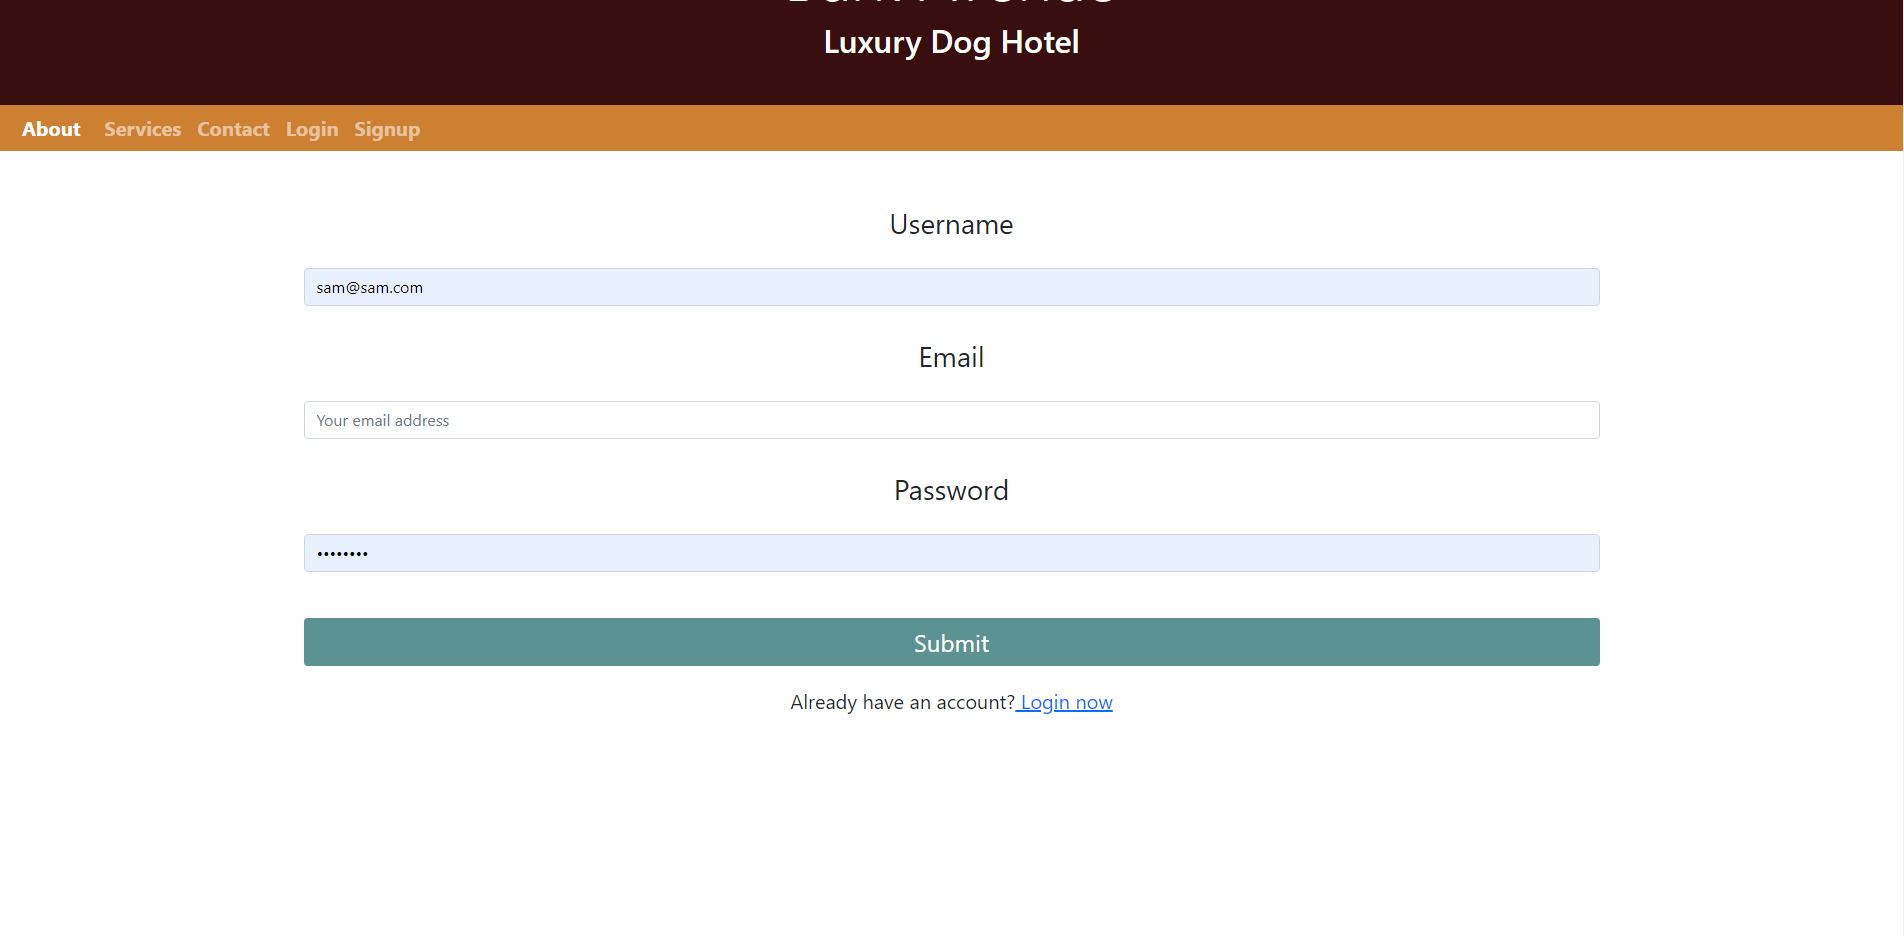 Luxury Dog Hotel
About Services Contact Login Signup
Username
sam@sam.com
Email
Your email address
Password
••••••••
Submit
Already have an account? Login now